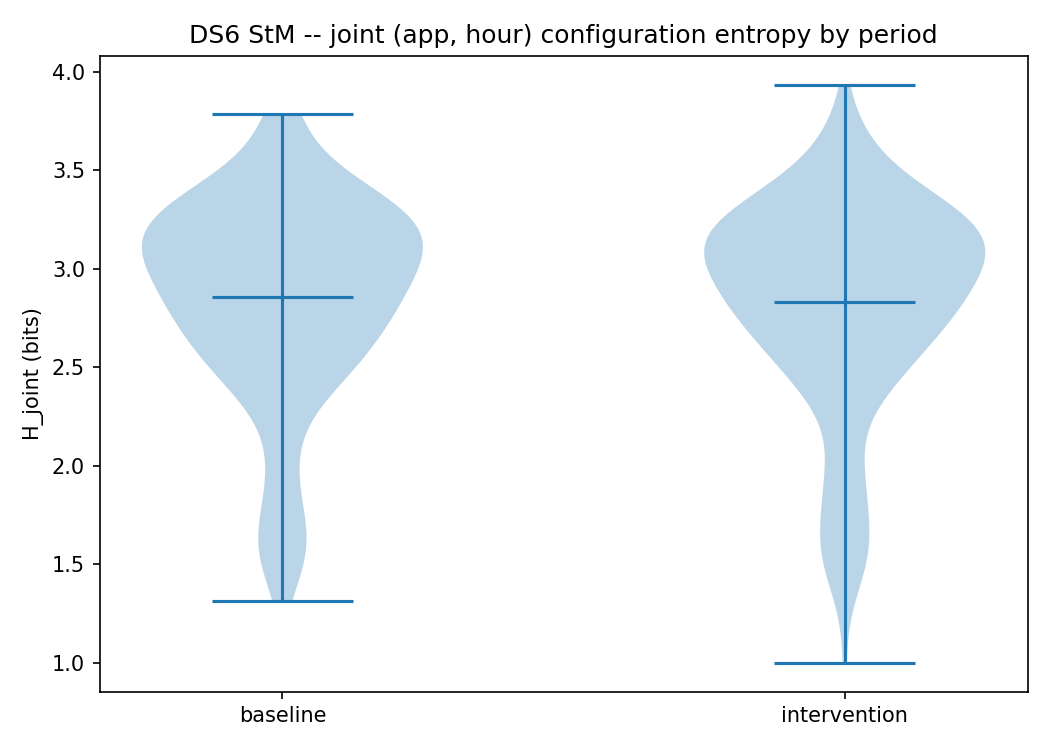 DS6 StM -- joint (app, hour) configuration entropy by period
H_joint (bits)
4.0
3.5
3.0
2.5
2.0
1.5
1.0
baseline
intervention